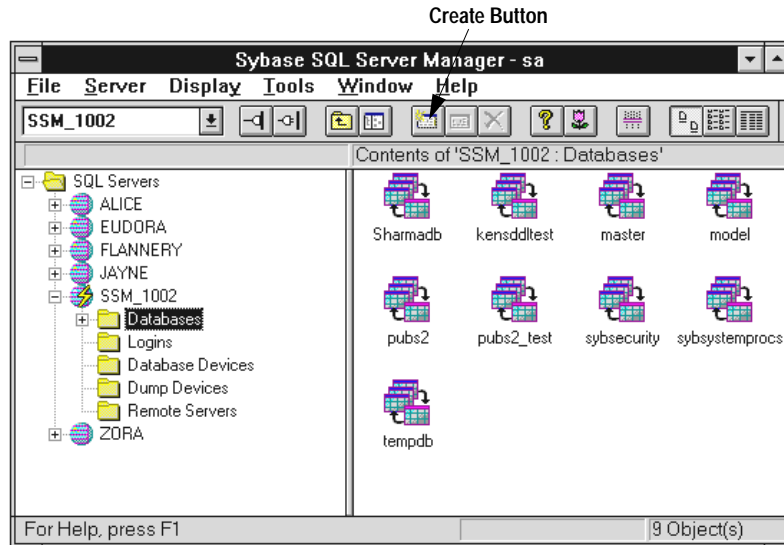 Create Button
Sybase SQL Server Manager - sa
File Server Display Tools Window Help
SSM_1002
Contents of 'SSM_1002 : Databases'
SQL Servers
ALICE
EUDORA
FLANNERY
JAYNE
SSM_1002
Databases
Logins
Database Devices
Dump Devices
Remote Servers
ZORA
Sharmadb kensddltest master model
pubs2 pubs2_test sybsecurity sybsystemprocs
tempdb
For Help, press F1
9 Object(s)